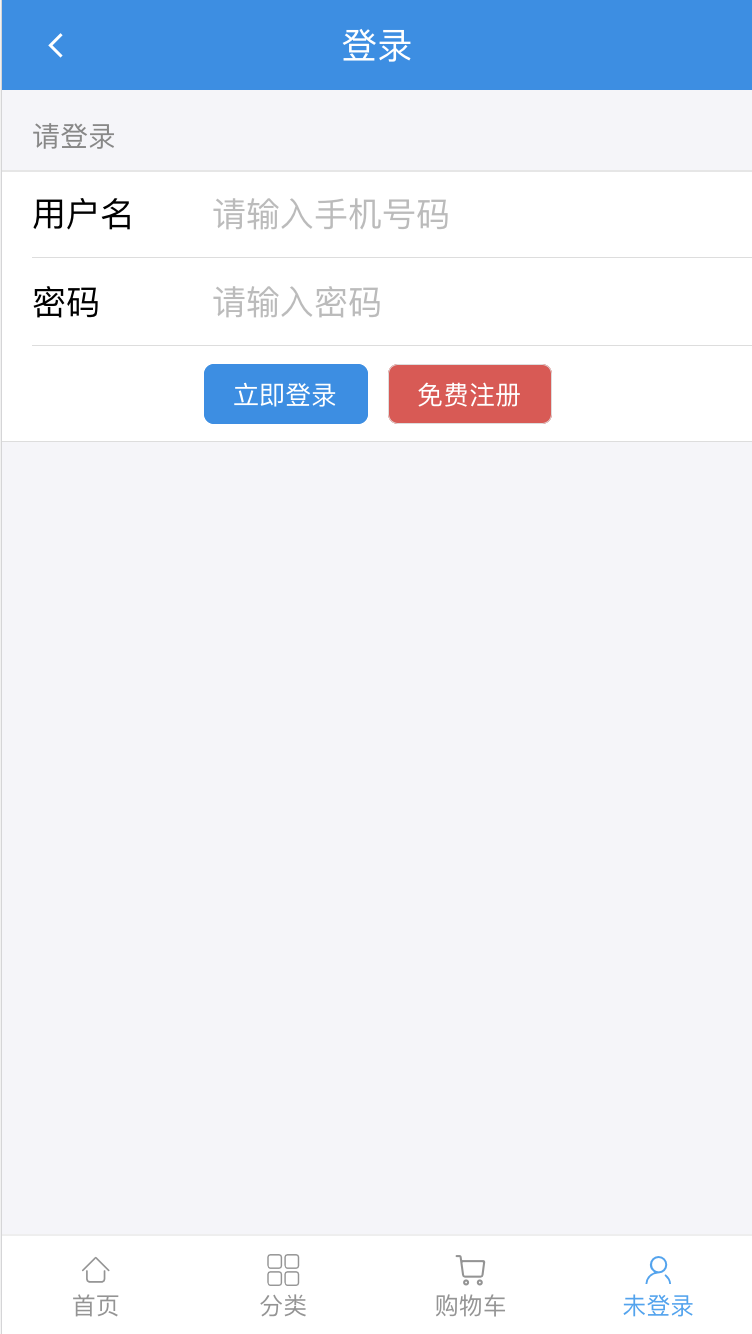 登录
请登录
用户名 请输入手机号码
密码 请输入密码
立即登录 免费注册
首页 分类 购物车 未登录